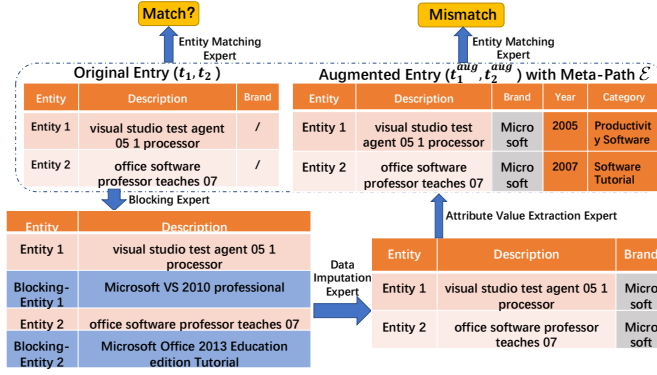 Match?
Mismatch
Entity Matching
Expert
Entity Matching
Expert
Original Entry (t₁, t₂)
Augmented Entry (t₁^aug, t₂^aug) with Meta-Path Ẽ
Entity Description Brand
Entity 1 visual studio test agent
05 1 processor /
Entity 2 office software
professor teaches 07 /
Entity Description Brand Year Category
Entity 1 visual studio test
agent 05 1 processor Micro
soft 2005 Productivit
y Software
Entity 2 office software
professor teaches 07 Micro
soft 2007 Software
Tutorial
Blocking Expert
Attribute Value Extraction Expert
Entity Description
Entity 1 visual studio test agent 05 1
processor
Blocking-
Entity 1 Microsoft VS 2010 professional
Entity 2 office software professor teaches 07
Blocking-
Entity 2 Microsoft Office 2013 Education
edition Tutorial
Data
Imputation
Expert
Entity Description Brand
Entity 1 visual studio test agent 05 1
processor Micro
soft
Entity 2 office software professor
teaches 07 Micro
soft